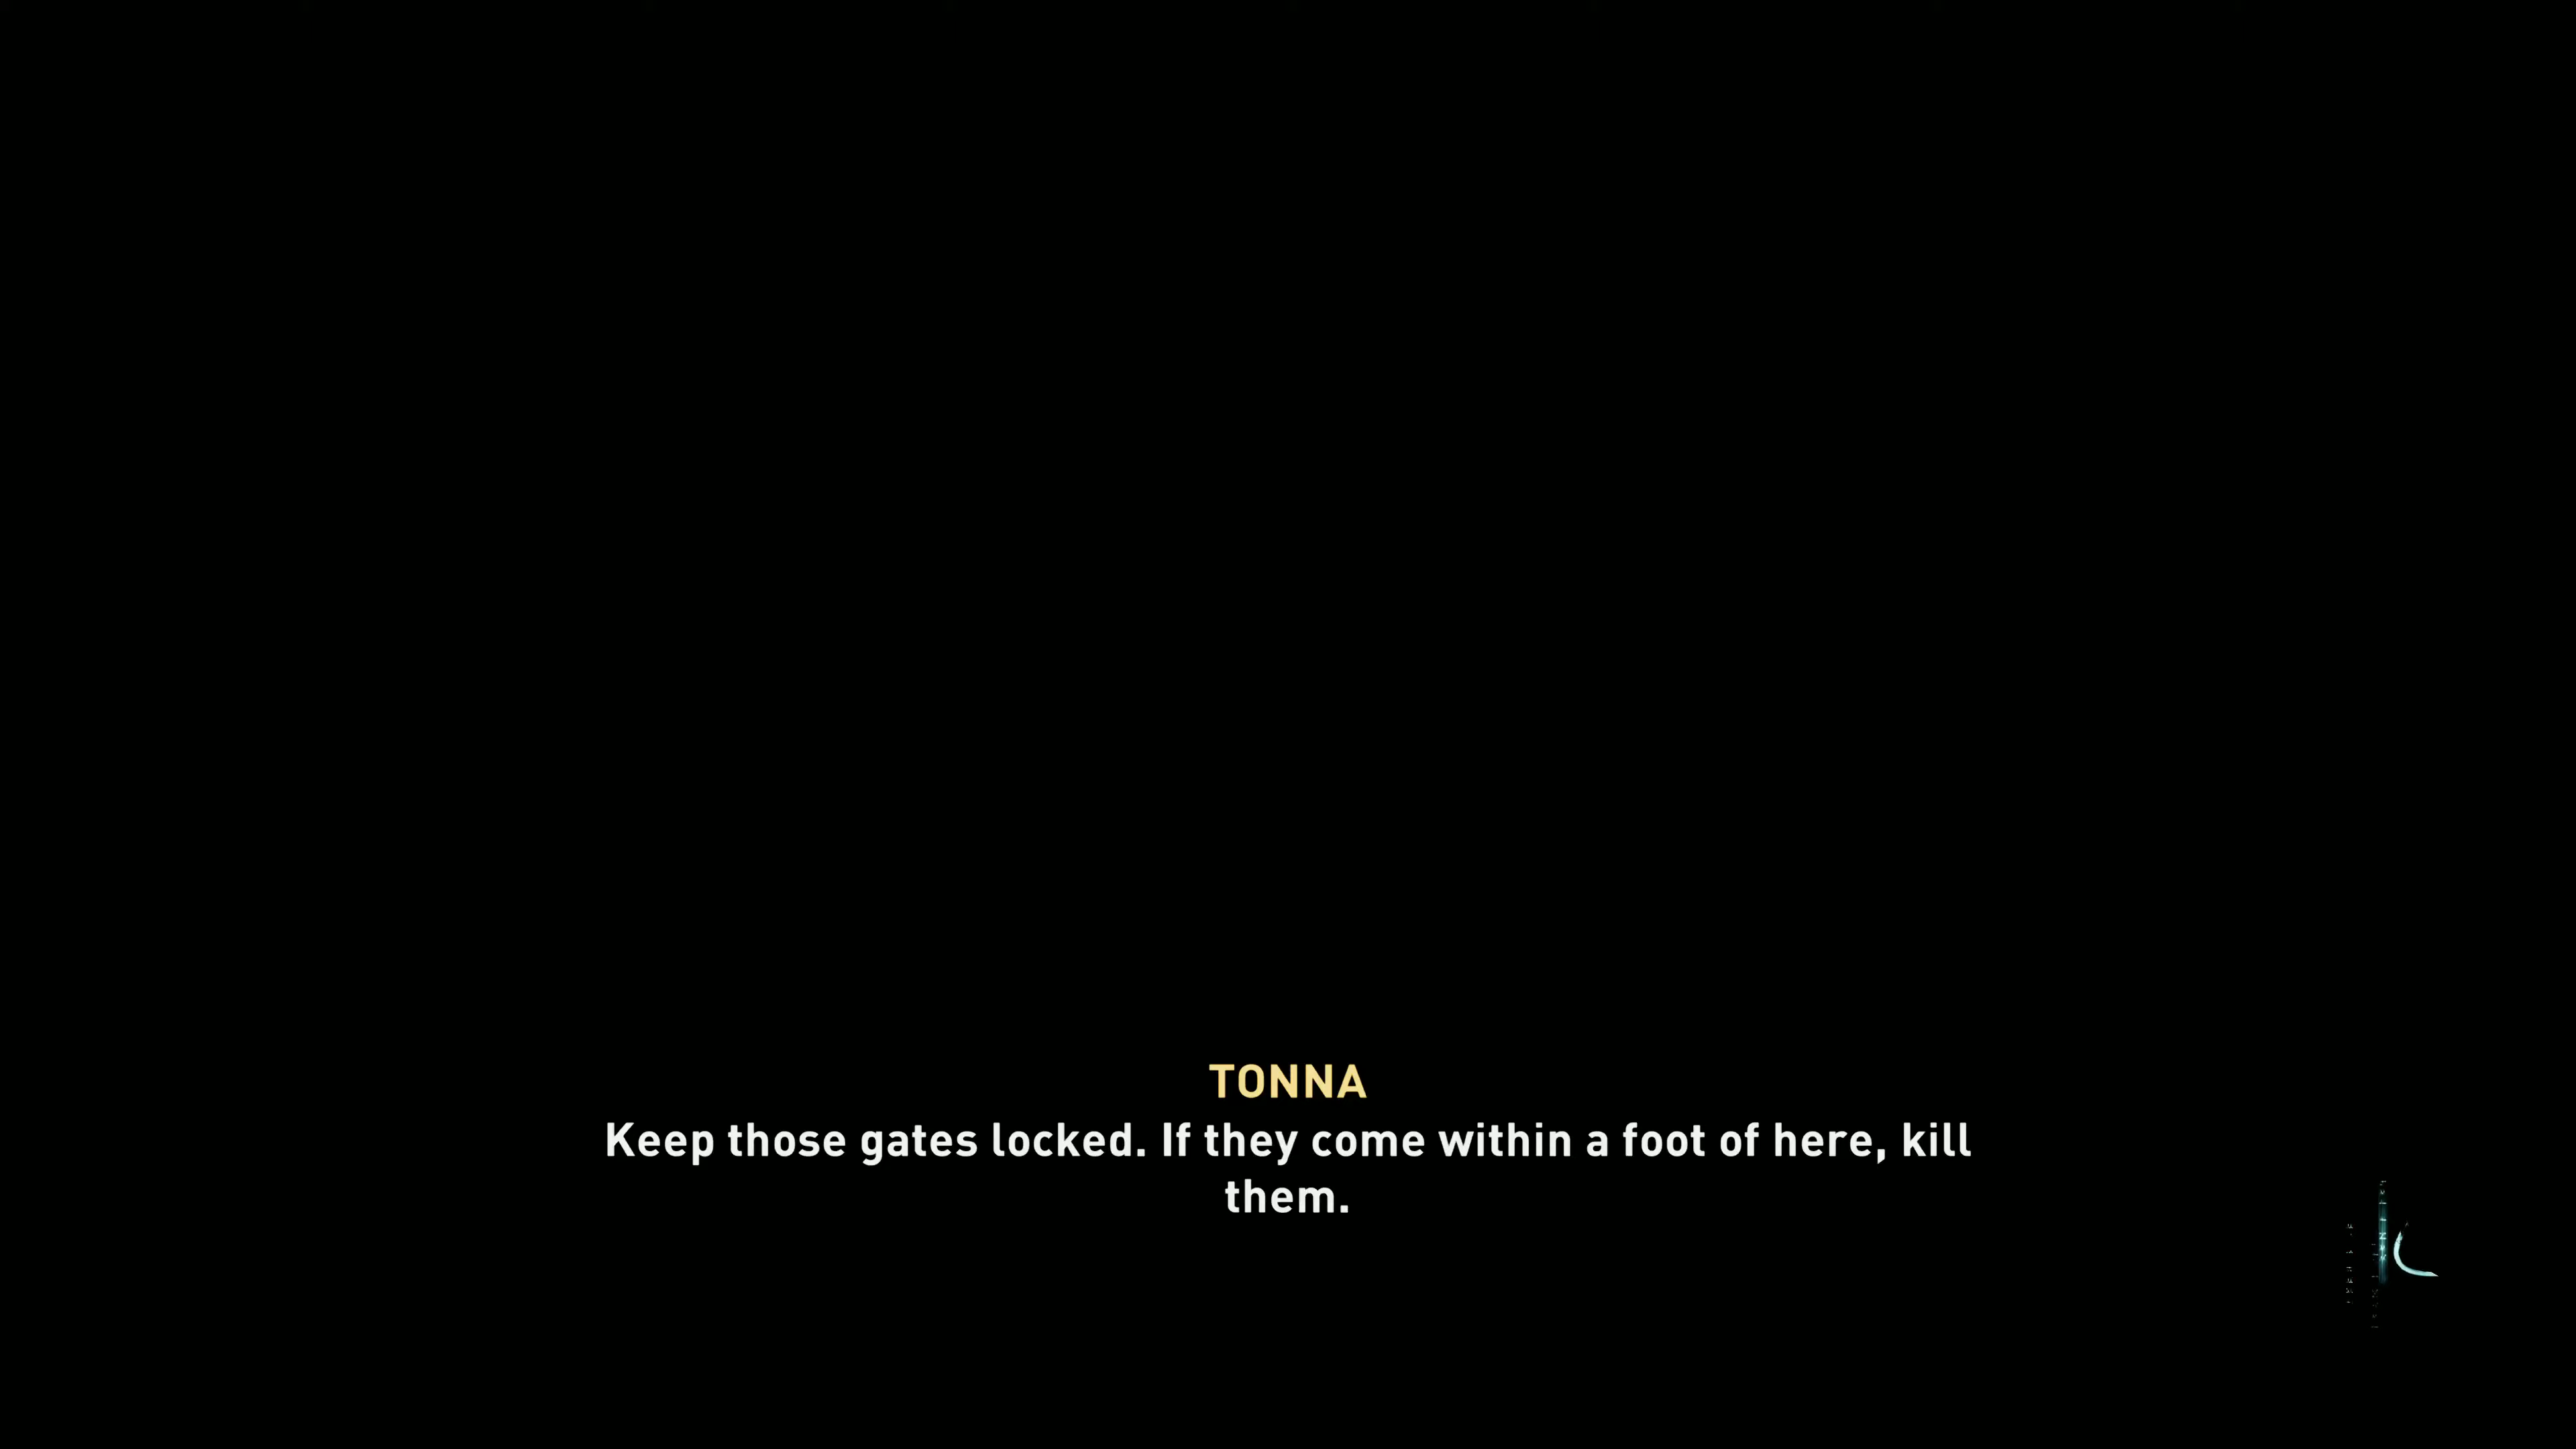 TONNA
Keep those gates locked. If they come within a foot of here, kill
them.